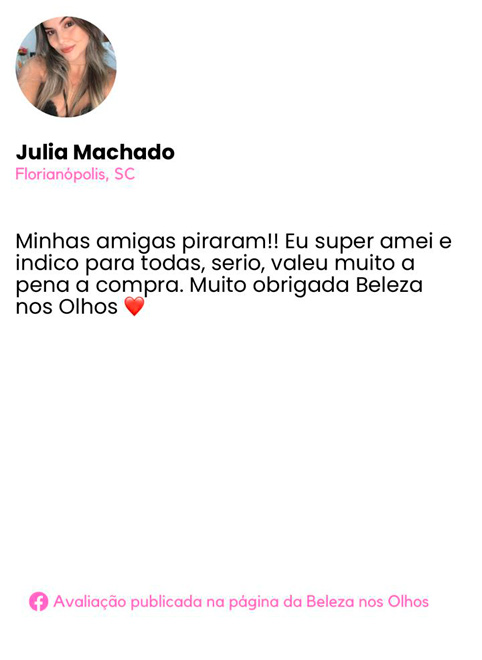 Julia Machado
Florianópolis, SC
Minhas amigas piraram!! Eu super amei e
indico para todas, serio, valeu muito a
pena a compra. Muito obrigada Beleza
nos Olhos ❤️
Avaliação publicada na página da Beleza nos Olhos